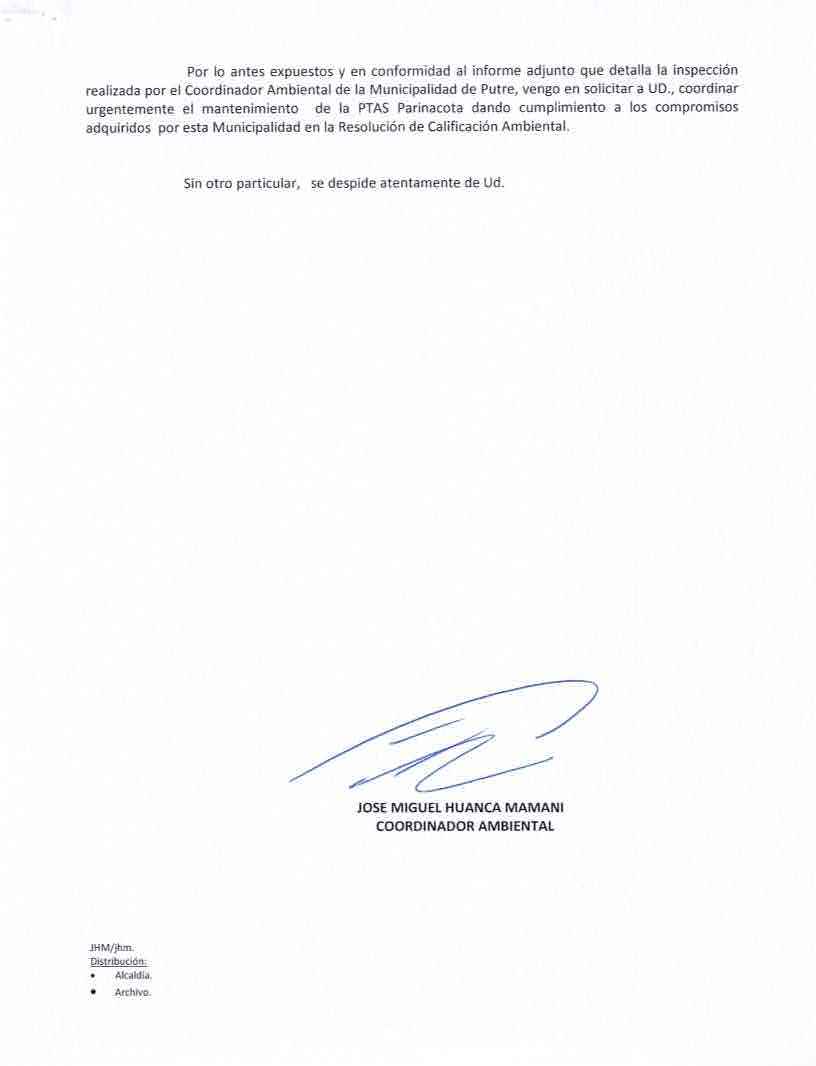 Por lo antes expuestos y en conformidad al informe adjunto que detalla la inspección
realizada por el Coordinador Ambiental de la Municipalidad de Putre, vengo en solicitar a UD., coordinar
urgentemente el mantenimiento de la PTAS Parinacota dando cumplimiento a los compromisos
adquiridos por esta Municipalidad en la Resolución de Calificación Ambiental.
Sin otro particular, se despide atentamente de Ud.
JOSE MIGUEL HUANCA MAMANI
COORDINADOR AMBIENTAL
JHM/jhm.
Distribución:
• Alcaldía.
• Archivo.